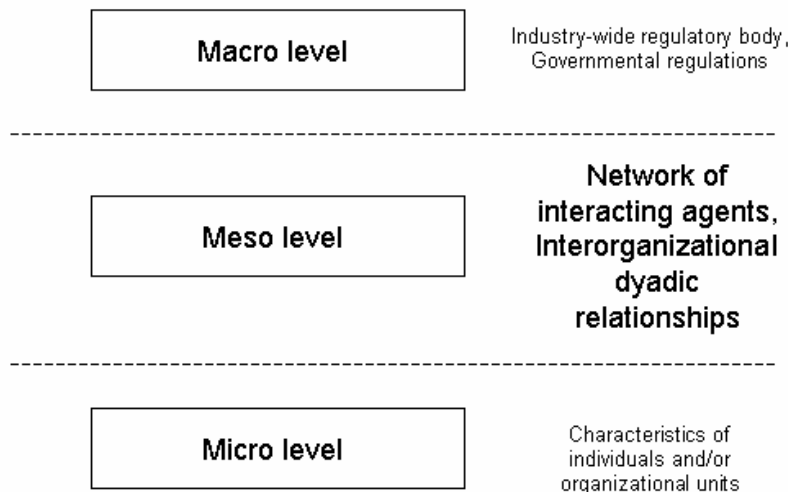 Macro level
Industry-wide regulatory body,
Governmental regulations
Meso level
Network of
interacting agents,
Interorganizational
dyadic
relationships
Micro level
Characteristics of
individuals and/or
organizational units